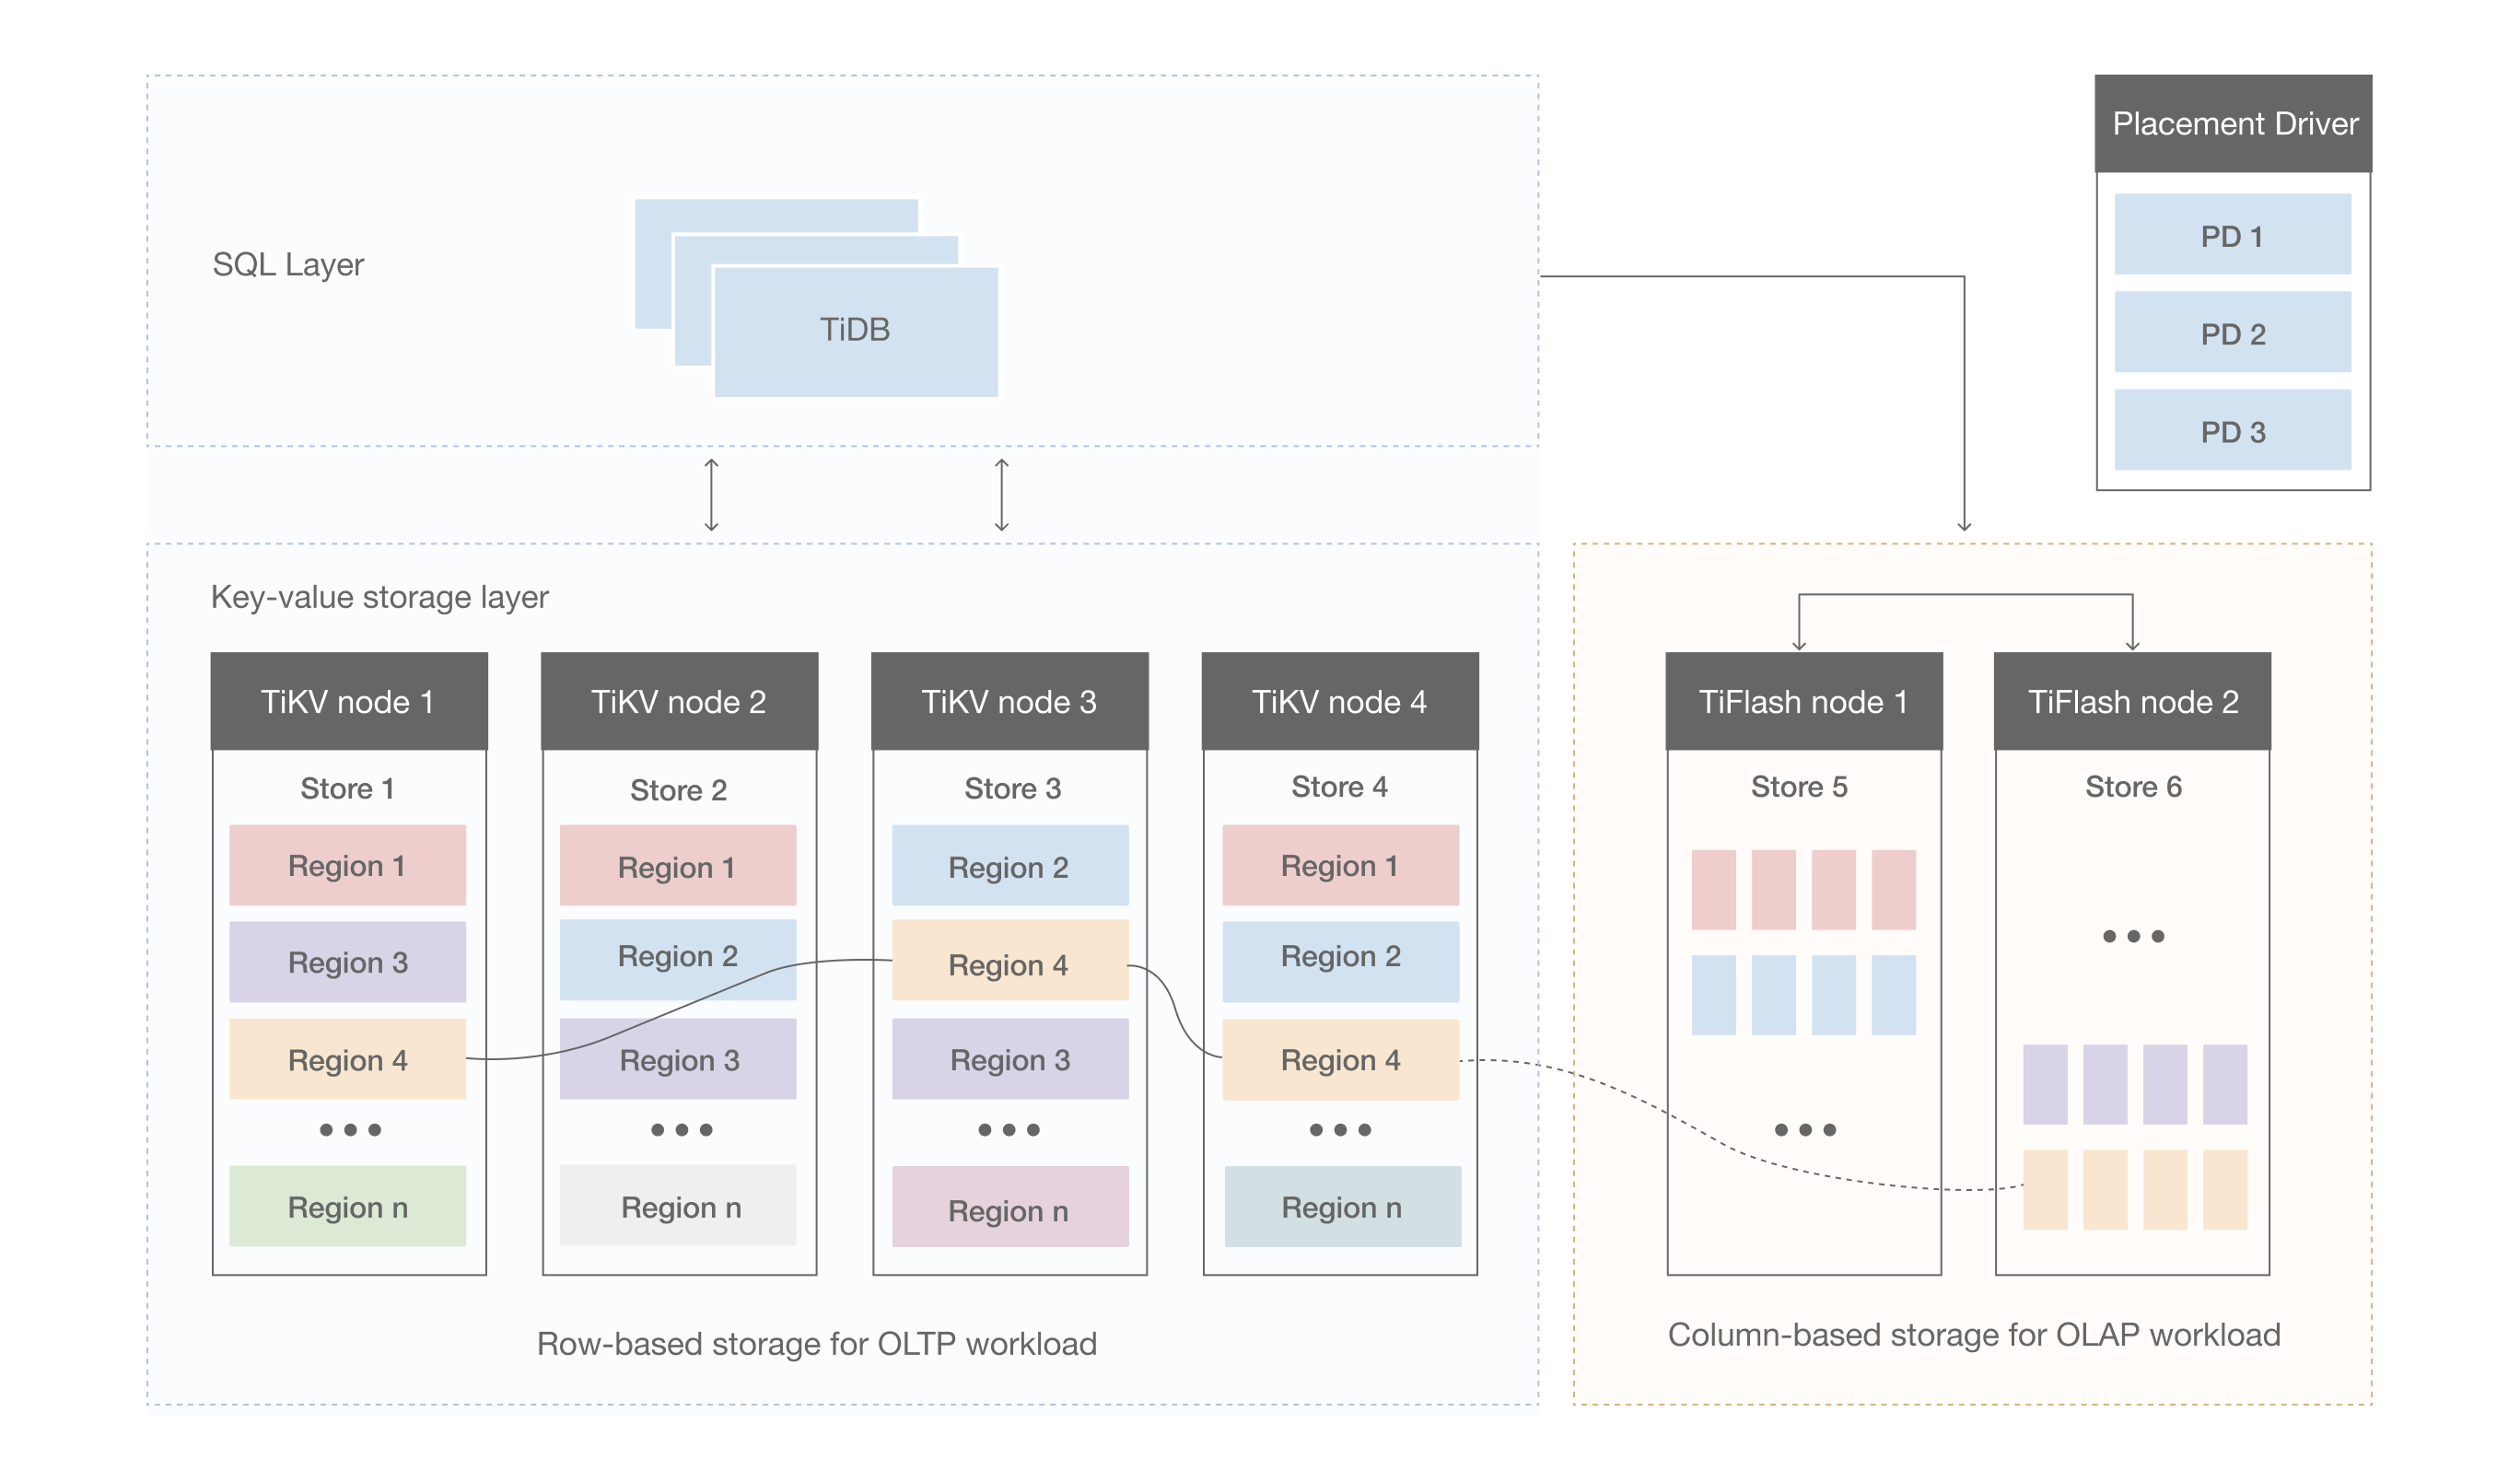 SQL Layer
TiDB
Placement Driver
PD 1
PD 2
PD 3
Key-value storage layer
TiKV node 1
Store 1
Region 1
Region 3
Region 4
Region n
TiKV node 2
Store 2
Region 1
Region 2
Region 3
Region n
TiKV node 3
Store 3
Region 2
Region 4
Region 3
Region n
TiKV node 4
Store 4
Region 1
Region 2
Region 4
Region n
Row-based storage for OLTP workload
TiFlash node 1
Store 5
TiFlash node 2
Store 6
Column-based storage for OLAP workload